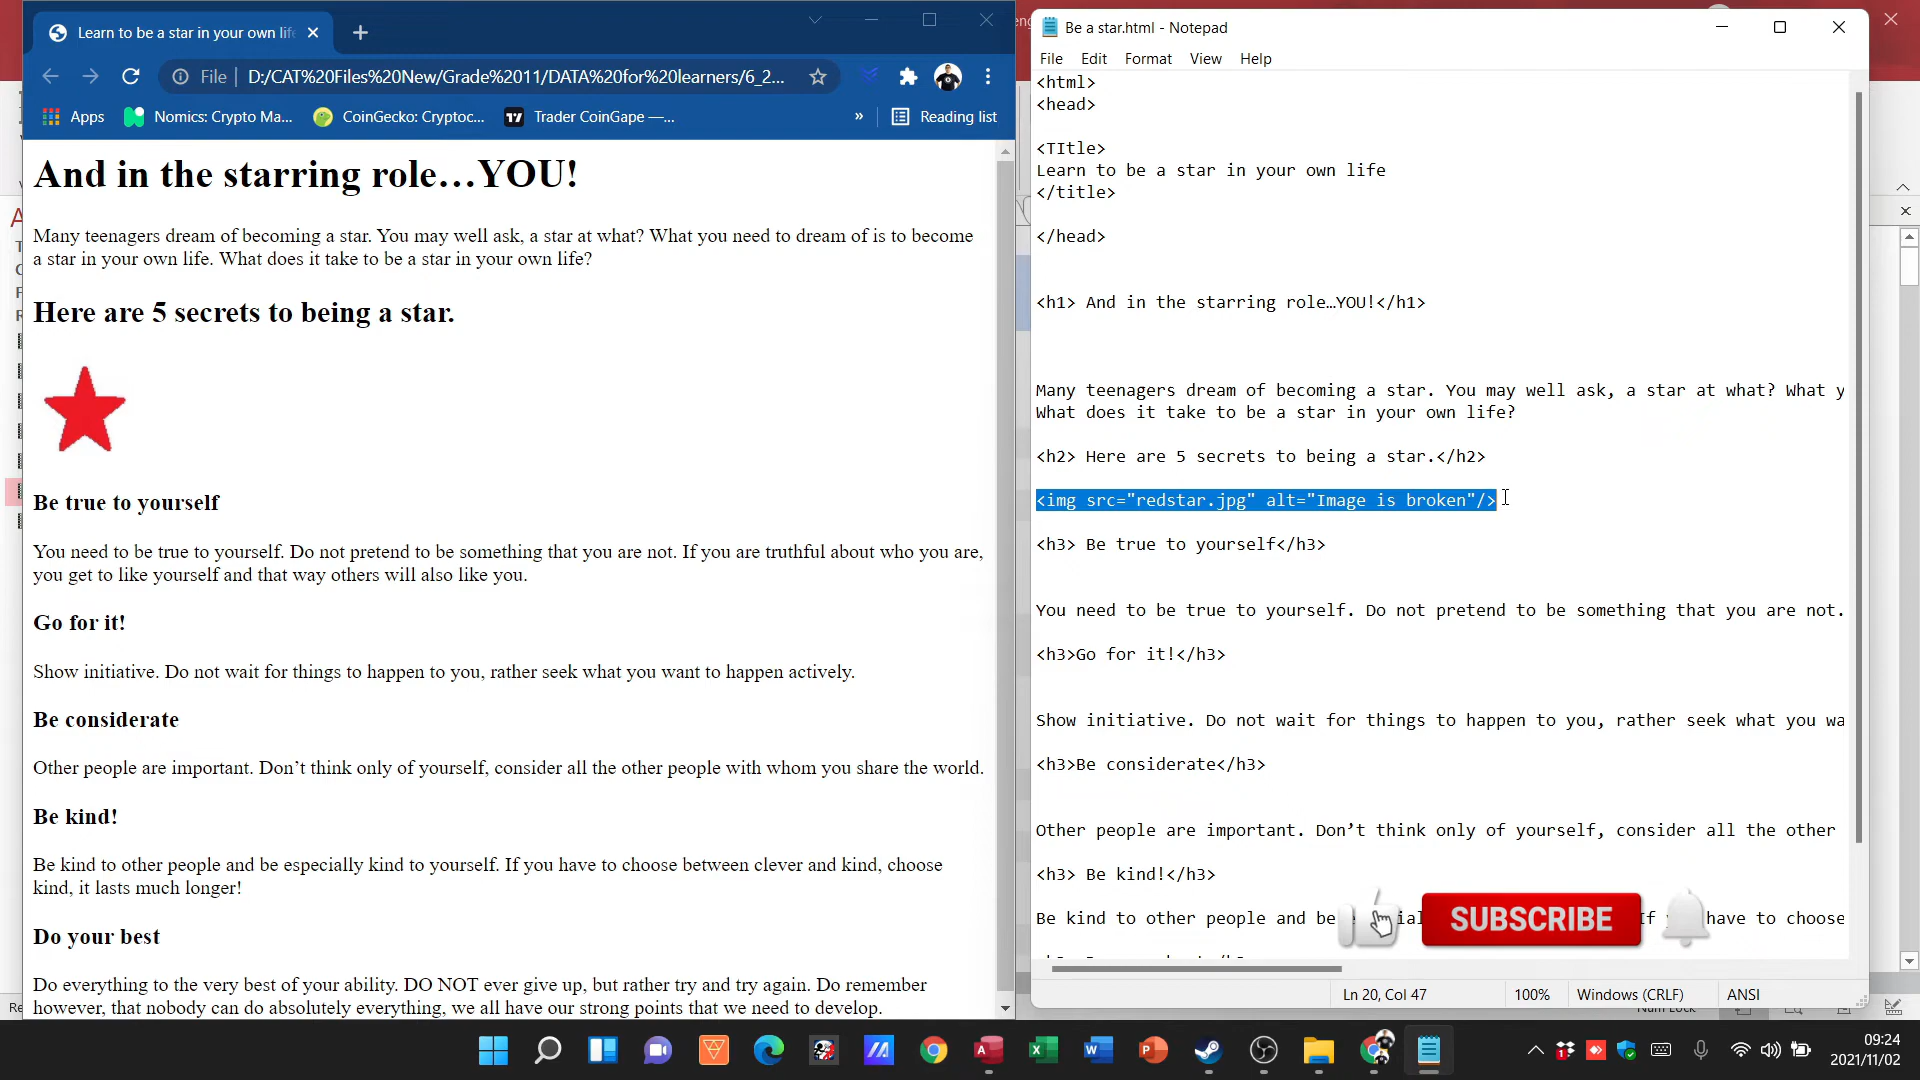 Learn to be a star in your own life
File
D:/CAT%20Files%20New/Grade%2011/DATA%20for%20learners/6_2...
Apps
Nomics: Crypto Ma...
CoinGecko: Cryptoc...
Trader CoinGape —...
»
Reading list
And in the starring role…YOU!
Many teenagers dream of becoming a star. You may well ask, a star at what? What you need to dream of is to become
a star in your own life. What does it take to be a star in your own life?
Here are 5 secrets to being a star.
Be true to yourself
You need to be true to yourself. Do not pretend to be something that you are not. If you are truthful about who you are,
you get to like yourself and that way others will also like you.
Go for it!
Show initiative. Do not wait for things to happen to you, rather seek what you want to happen actively.
Be considerate
Other people are important. Don’t think only of yourself, consider all the other people with whom you share the world.
Be kind!
Be kind to other people and be especially kind to yourself. If you have to choose between clever and kind, choose
kind, it lasts much longer!
Do your best
Do everything to the very best of your ability. DO NOT ever give up, but rather try and try again. Do remember
however, that nobody can do absolutely everything, we all have our strong points that we need to develop.
Be a star.html - Notepad
File Edit Format View Help
<html>
<head>
<TItle>
Learn to be a star in your own life
</title>
</head>
<h1> And in the starring role…YOU!</h1>
Many teenagers dream of becoming a star. You may well ask, a star at what? What y
What does it take to be a star in your own life?
<h2> Here are 5 secrets to being a star.</h2>
<img src="redstar.jpg" alt="Image is broken"/>
<h3> Be true to yourself</h3>
You need to be true to yourself. Do not pretend to be something that you are not.
<h3>Go for it!</h3>
Show initiative. Do not wait for things to happen to you, rather seek what you wa
<h3>Be considerate</h3>
Other people are important. Don’t think only of yourself, consider all the other
<h3> Be kind!</h3>
Be kind to other people and be have to choose
SUBSCRIBE
Ln 20, Col 47
100%
Windows (CRLF)
ANSI
Num Lock
09:24
2021/11/02